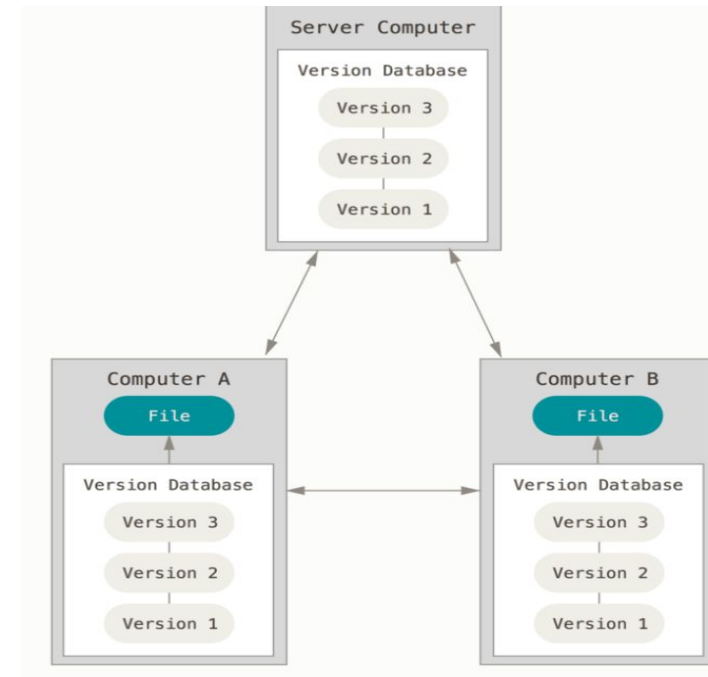 Server Computer
Version Database
Version 3
Version 2
Version 1
Computer A
File
Version Database
Version 3
Version 2
Version 1
Computer B
File
Version Database
Version 3
Version 2
Version 1